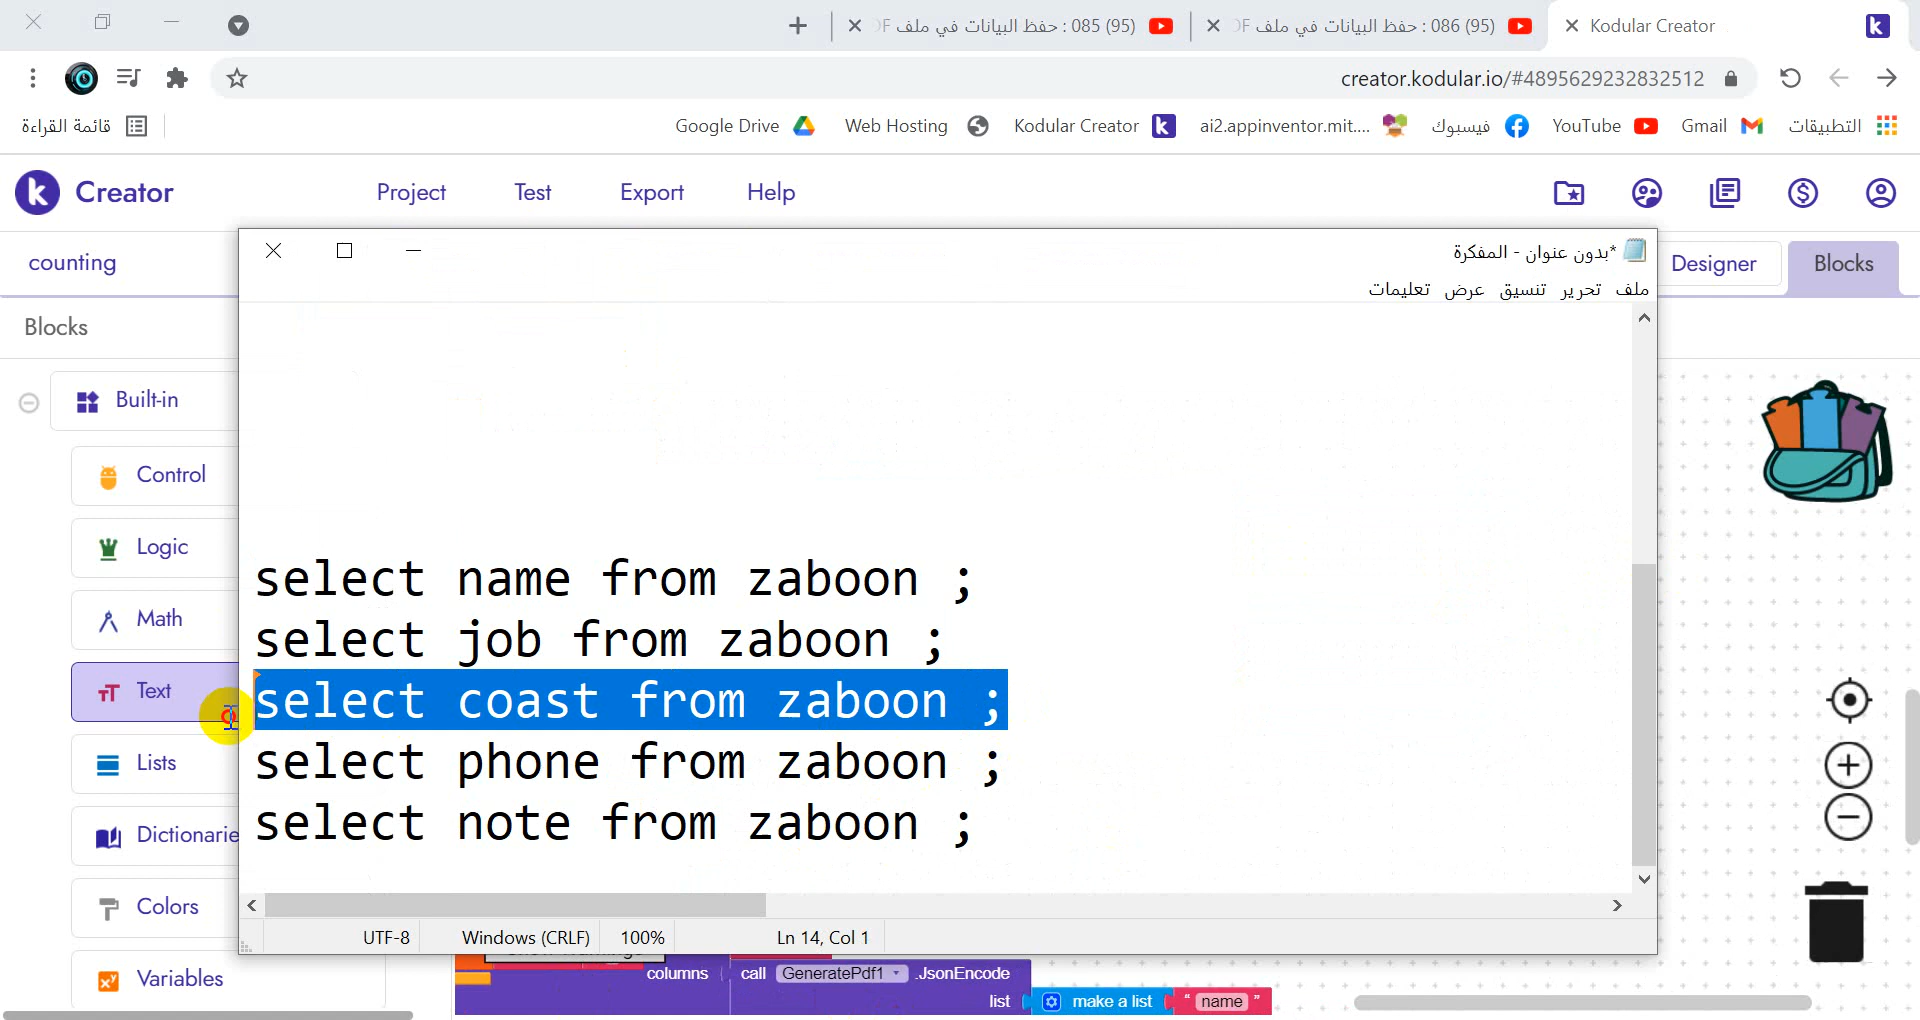 (95) 085 : حفظ البيانات في ملف
(95) 086 : حفظ البيانات في ملف
Kodular Creator
creator.kodular.io/#4895629232832512
قائمة القراءة
Google Drive
Web Hosting
Kodular Creator
ai2.appinventor.mit....
فيسبوك
YouTube
Gmail
التطبيقات
Creator
Project
Test
Export
Help
counting
*بدون عنوان - المفكرة
Designer
Blocks
ملف تحرير تنسيق عرض تعليمات
Blocks
Built-in
Control
Logic
Math
Text
Lists
Dictionarie
Colors
Variables
select name from zaboon ;
select job from zaboon ;
select coast from zaboon ;
select phone from zaboon ;
select note from zaboon ;
UTF-8
Windows (CRLF)
100%
Ln 14, Col 1
columns
call GeneratePdf1 .JsonEncode
list
make a list
“ name ”